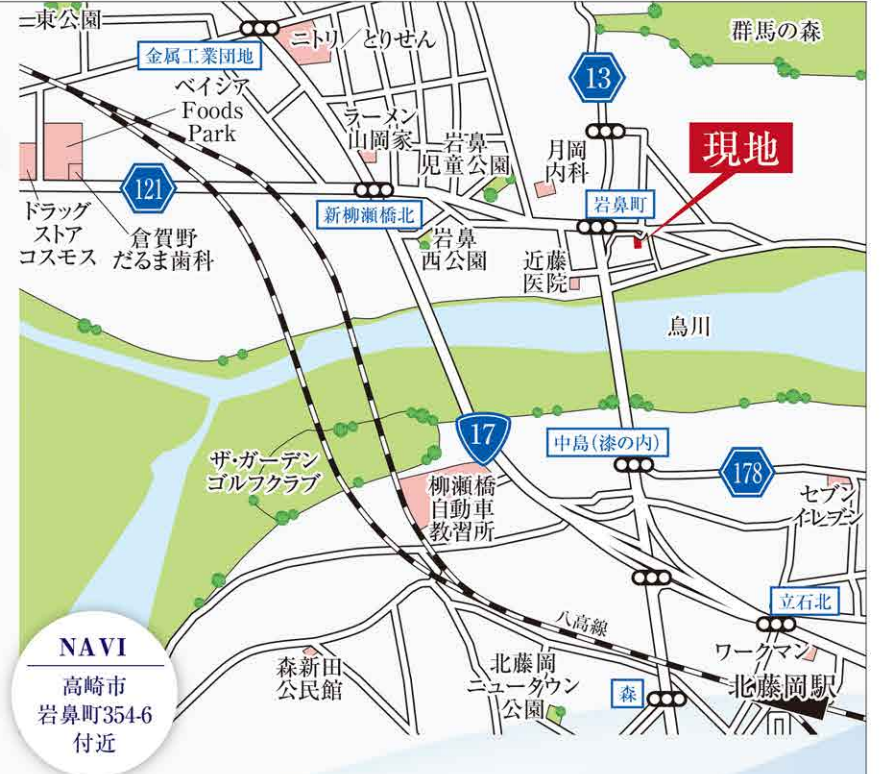 東公園
ニトリ／とりせん
群馬の森
金属工業団地
ベイシア
Foods
Park
13
ラーメン
山岡家
岩鼻
児童公園
月岡
内科
現地
121
新柳瀬橋北
岩鼻町
ドラッグ
ストア
コスモス
倉賀野
だるま歯科
岩鼻
西公園
近藤
医院
烏川
17
中島(漆の内)
ザ・ガーデン
ゴルフクラブ
柳瀬橋
自動車
教習所
178
セブン
イレブン
立石北
八高線
NAVI
高崎市
岩鼻町354-6
付近
森新田
公民館
北藤岡
ニュータウン
公園
森
ワークマン
北藤岡駅